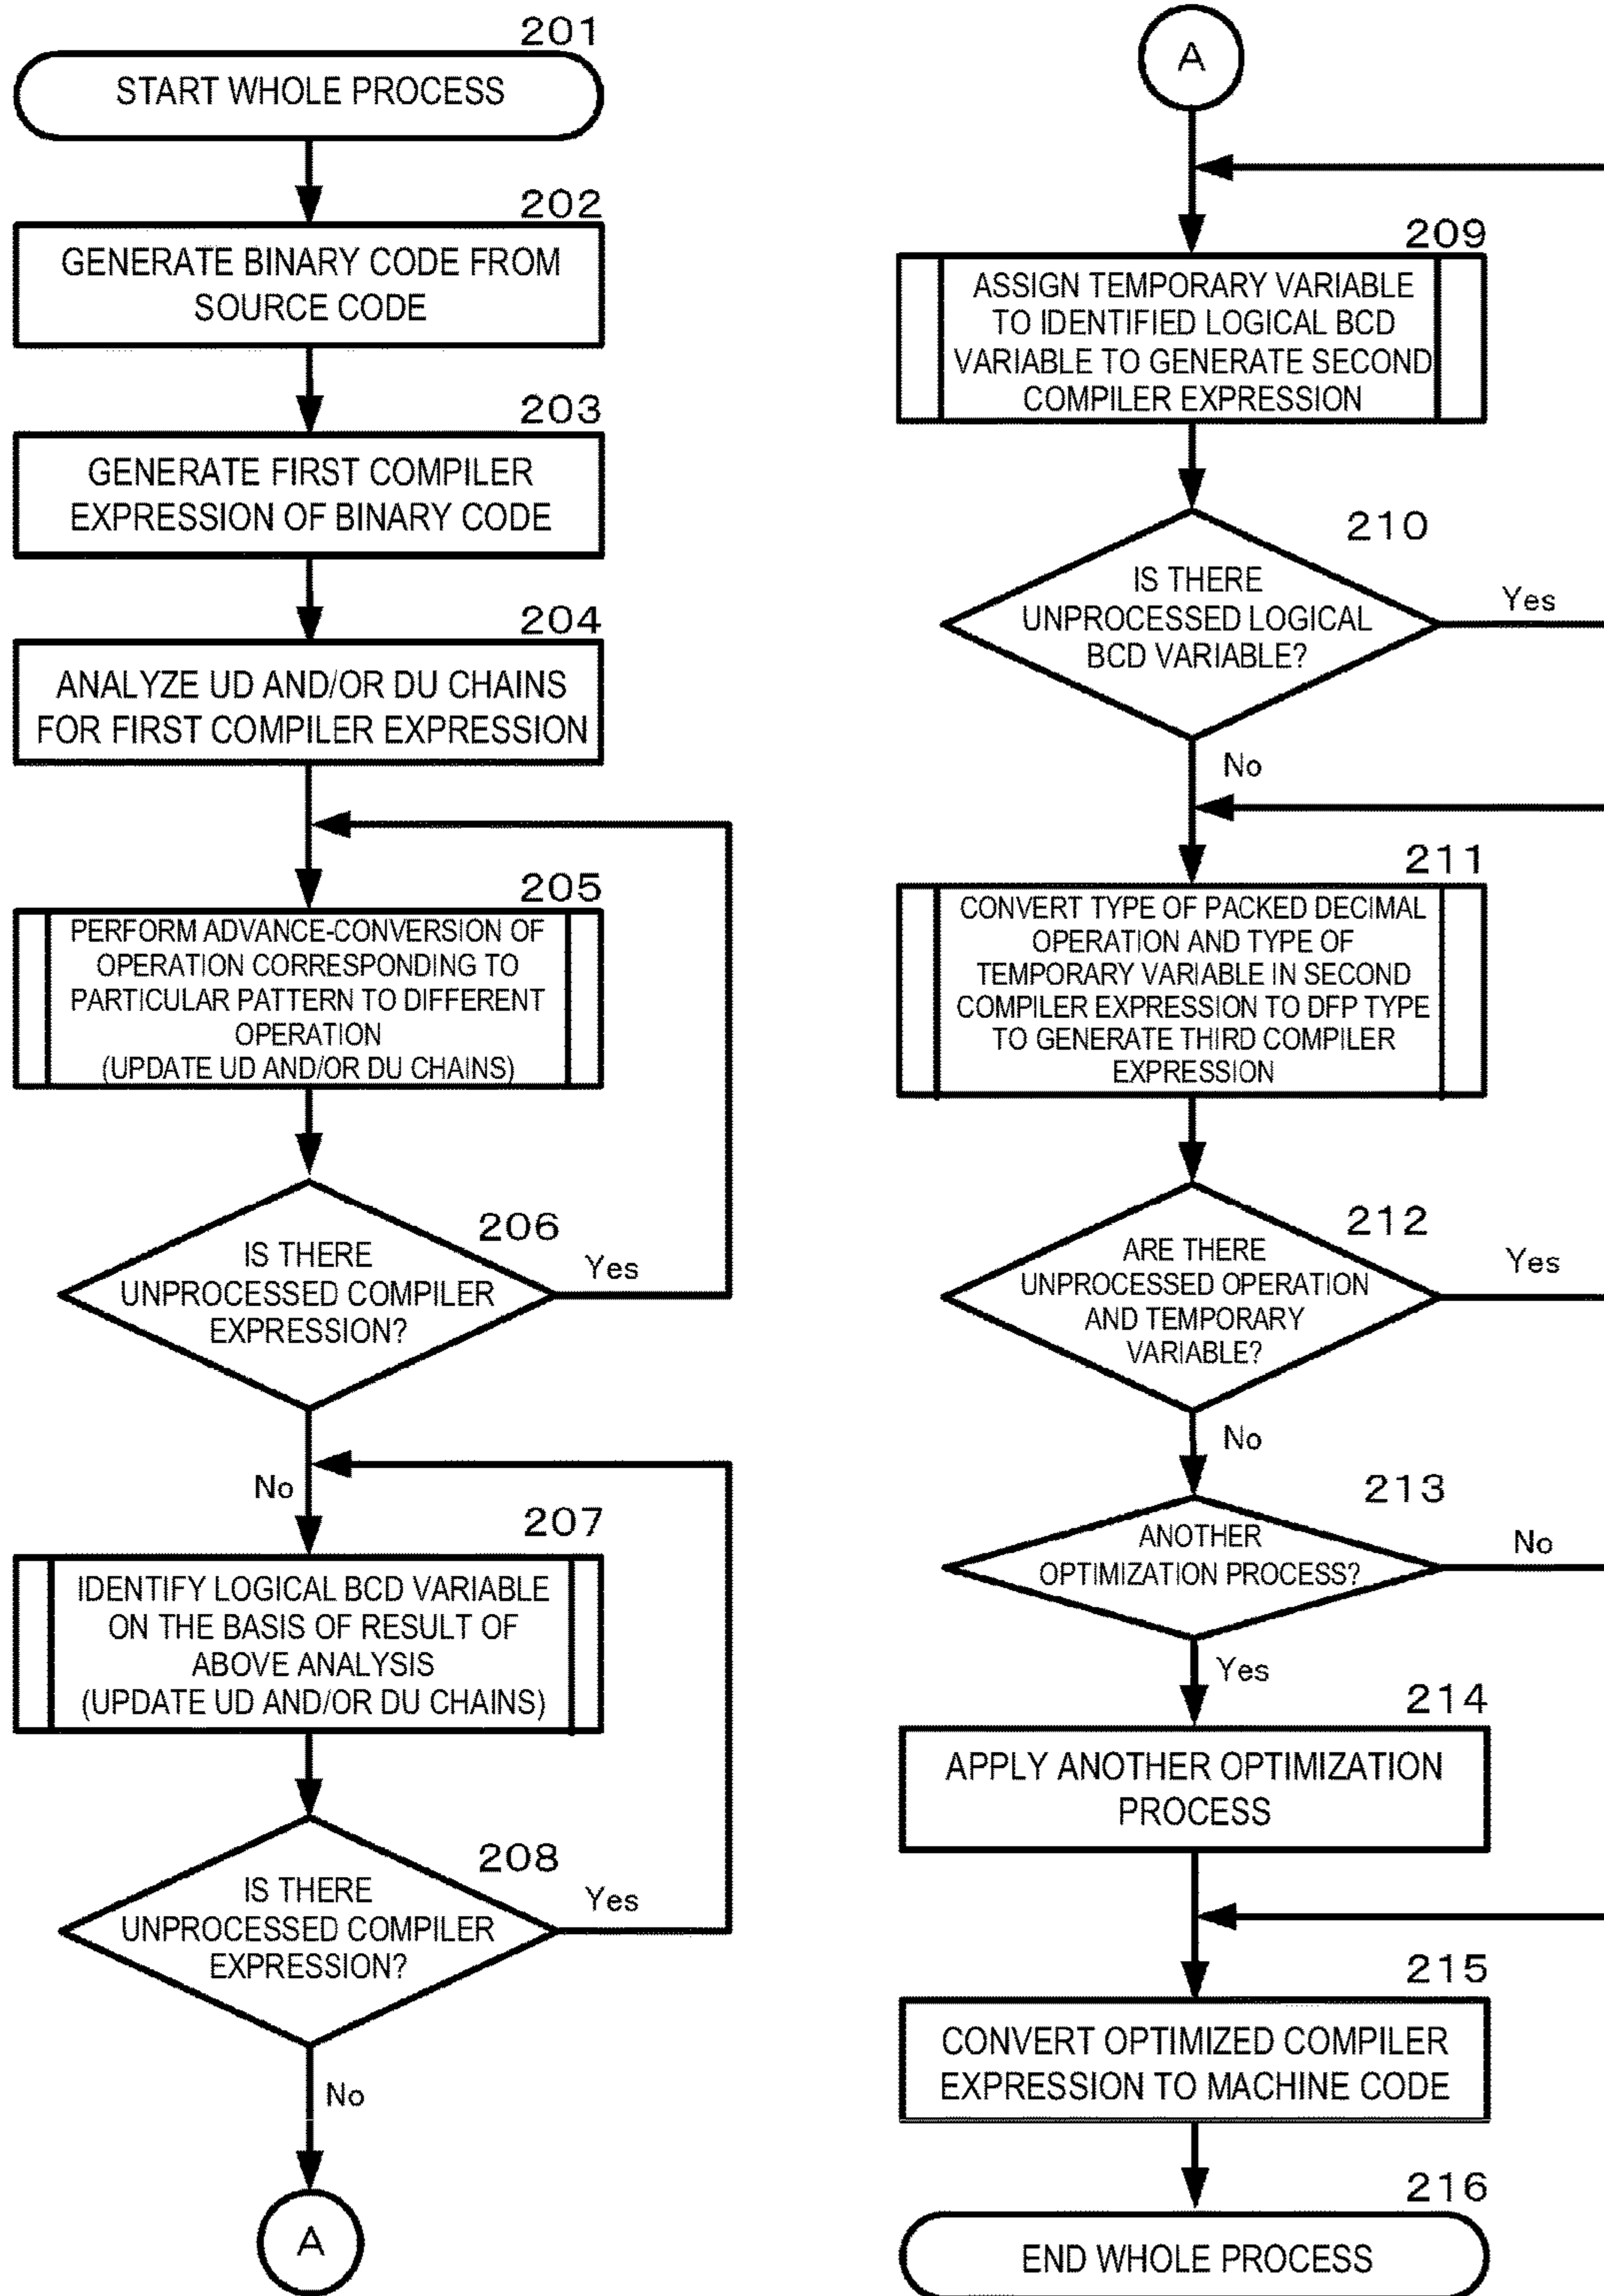 201
START WHOLE PROCESS
202
GENERATE BINARY CODE FROM
SOURCE CODE
203
GENERATE FIRST COMPILER
EXPRESSION OF BINARY CODE
204
ANALYZE UD AND/OR DU CHAINS
FOR FIRST COMPILER EXPRESSION
205
PERFORM ADVANCE-CONVERSION OF
OPERATION CORRESPONDING TO
PARTICULAR PATTERN TO DIFFERENT
OPERATION
(UPDATE UD AND/OR DU CHAINS)
206
IS THERE
UNPROCESSED COMPILER
EXPRESSION?
Yes
No
207
IDENTIFY LOGICAL BCD VARIABLE
ON THE BASIS OF RESULT OF
ABOVE ANALYSIS
(UPDATE UD AND/OR DU CHAINS)
208
IS THERE
UNPROCESSED COMPILER
EXPRESSION?
Yes
No
A
A
209
ASSIGN TEMPORARY VARIABLE
TO IDENTIFIED LOGICAL BCD
VARIABLE TO GENERATE SECOND
COMPILER EXPRESSION
210
IS THERE
UNPROCESSED LOGICAL
BCD VARIABLE?
Yes
No
211
CONVERT TYPE OF PACKED DECIMAL
OPERATION AND TYPE OF
TEMPORARY VARIABLE IN SECOND
COMPILER EXPRESSION TO DFP TYPE
TO GENERATE THIRD COMPILER
EXPRESSION
212
ARE THERE
UNPROCESSED OPERATION
AND TEMPORARY
VARIABLE?
Yes
No
213
ANOTHER
OPTIMIZATION PROCESS?
No
Yes
214
APPLY ANOTHER OPTIMIZATION
PROCESS
215
CONVERT OPTIMIZED COMPILER
EXPRESSION TO MACHINE CODE
216
END WHOLE PROCESS